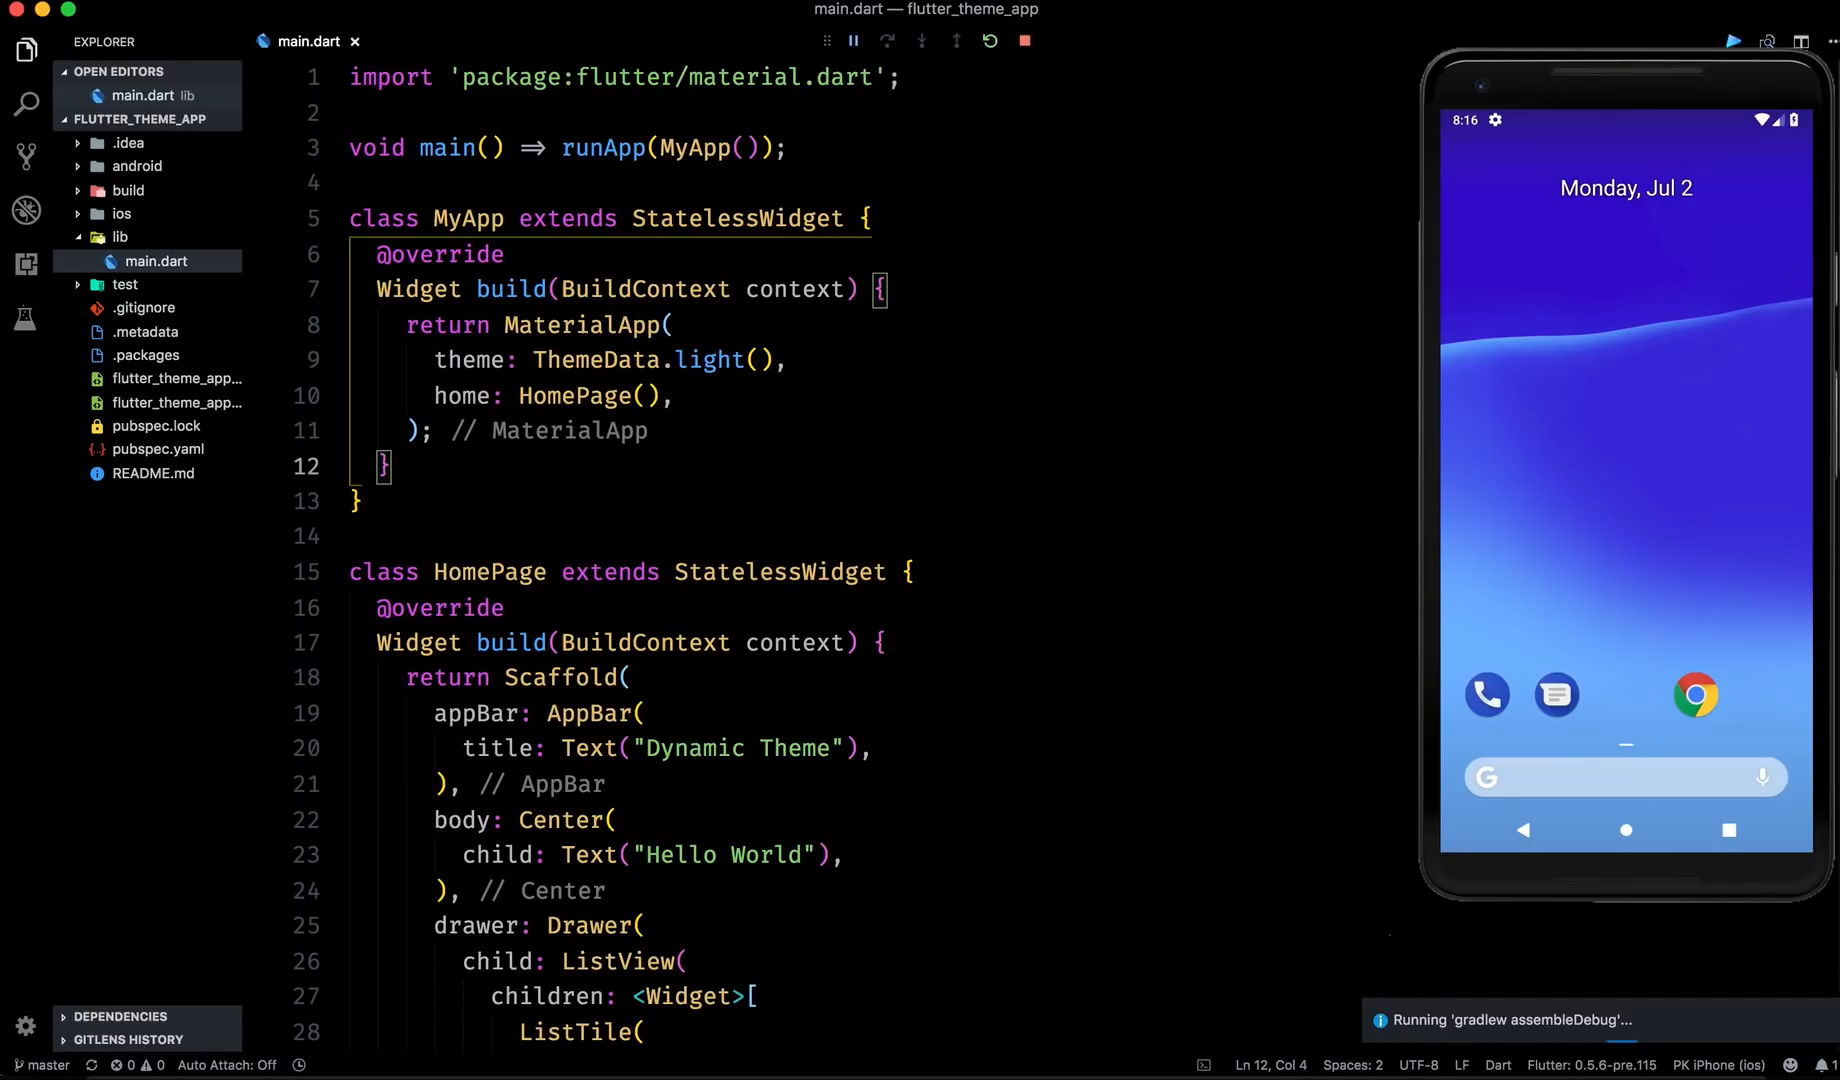 main.dart — flutter_theme_app
EXPLORER
OPEN EDITORS
main.dart lib
FLUTTER_THEME_APP
.idea
android
build
ios
lib
main.dart
test
.gitignore
.metadata
.packages
flutter_theme_app...
flutter_theme_app...
pubspec.lock
pubspec.yaml
README.md
DEPENDENCIES
GITLENS HISTORY
main.dart
1 import 'package:flutter/material.dart';
2
3 void main() => runApp(MyApp());
4
5 class MyApp extends StatelessWidget {
6 @override
7 Widget build(BuildContext context) {
8 return MaterialApp(
9 theme: ThemeData.light(),
10 home: HomePage(),
11 ); // MaterialApp
12 }
13 }
14
15 class HomePage extends StatelessWidget {
16 @override
17 Widget build(BuildContext context) {
18 return Scaffold(
19 appBar: AppBar(
20 title: Text("Dynamic Theme"),
21 ), // AppBar
22 body: Center(
23 child: Text("Hello World"),
24 ), // Center
25 drawer: Drawer(
26 child: ListView(
27 children: <Widget>[
28 ListTile(
8:16
Monday, Jul 2
G
Running 'gradlew assembleDebug'...
master 0 0 Auto Attach: Off Ln 12, Col 4 Spaces: 2 UTF-8 LF Dart Flutter: 0.5.6-pre.115 PK iPhone (ios) 1